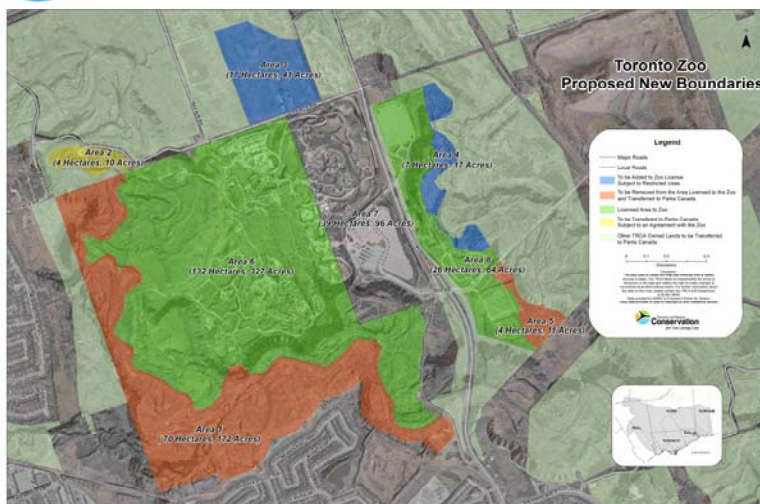 Toronto Zoo
Proposed New Boundaries
(17 Hectares, 41 Acres)
Area 2
(4 Hectares, 10 Acres)
Area 4
(7 Hectares, 17 Acres)
Area 7
(39 Hectares, 96 Acres)
Area 6
(132 Hectares, 327 Acres)
Area 8
(26 Hectares, 64 Acres)
Area 5
(4 Hectares, 11 Acres)
Area 1
(70 Hectares, 172 Acres)
Legend
Major Roads
Local Roads
To be Added to Zoo License
Subject to Restricted Uses
To be Removed from the Area Licensed to the Zoo
and Transferred to Parks Canada
Licensed Area to Zoo
To be Transferred to Parks Canada
Subject to an Agreement with the Zoo
Other TRCA Owned Lands to be Transferred
to Parks Canada
Kilometers
Conservation
YORK
DURHAM
PEEL
TORONTO